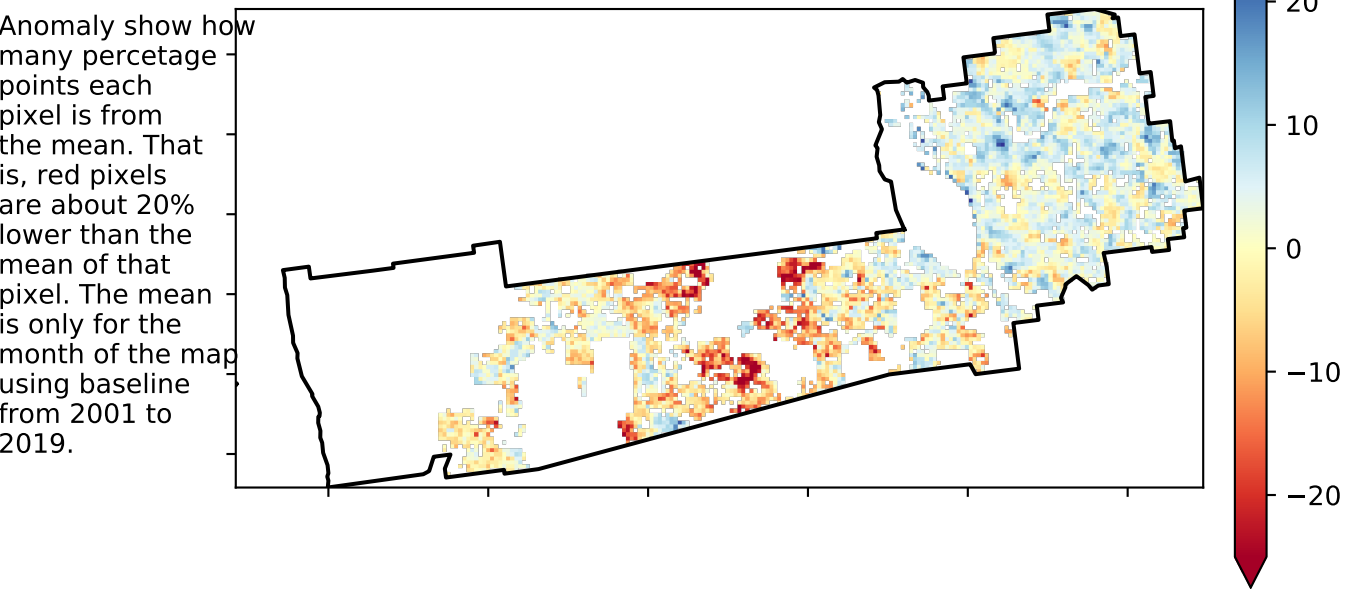 Anomaly show how
many percetage
points each
pixel is from
the mean. That
is, red pixels
are about 20%
lower than the
mean of that
pixel. The mean
is only for the
month of the map
using baseline
from 2001 to
2019.
20
10
0
−10
−20